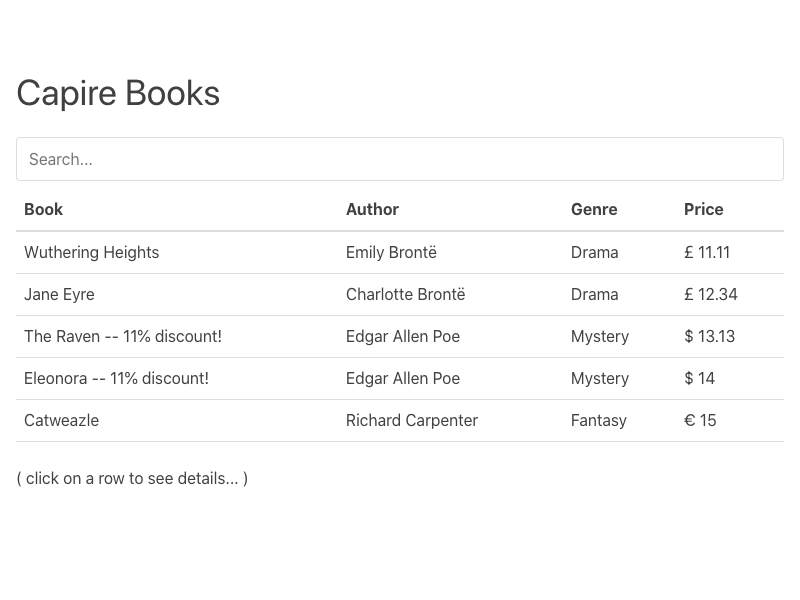 Capire Books
Search...
Book Author Genre Price
Wuthering Heights Emily Brontë Drama £ 11.11
Jane Eyre Charlotte Brontë Drama £ 12.34
The Raven -- 11% discount! Edgar Allen Poe Mystery $ 13.13
Eleonora -- 11% discount! Edgar Allen Poe Mystery $ 14
Catweazle Richard Carpenter Fantasy € 15
( click on a row to see details... )